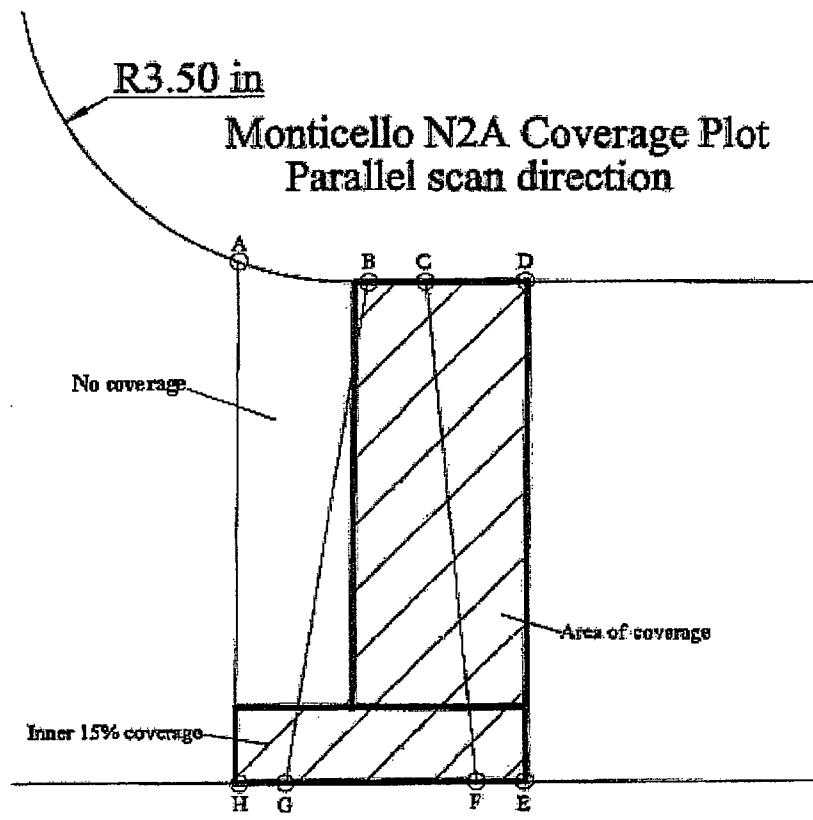 R3.50 in
Monticello N2A Coverage Plot
Parallel scan direction
A
B C D
No coverage
Area of coverage
Inner 15% coverage
H G F E